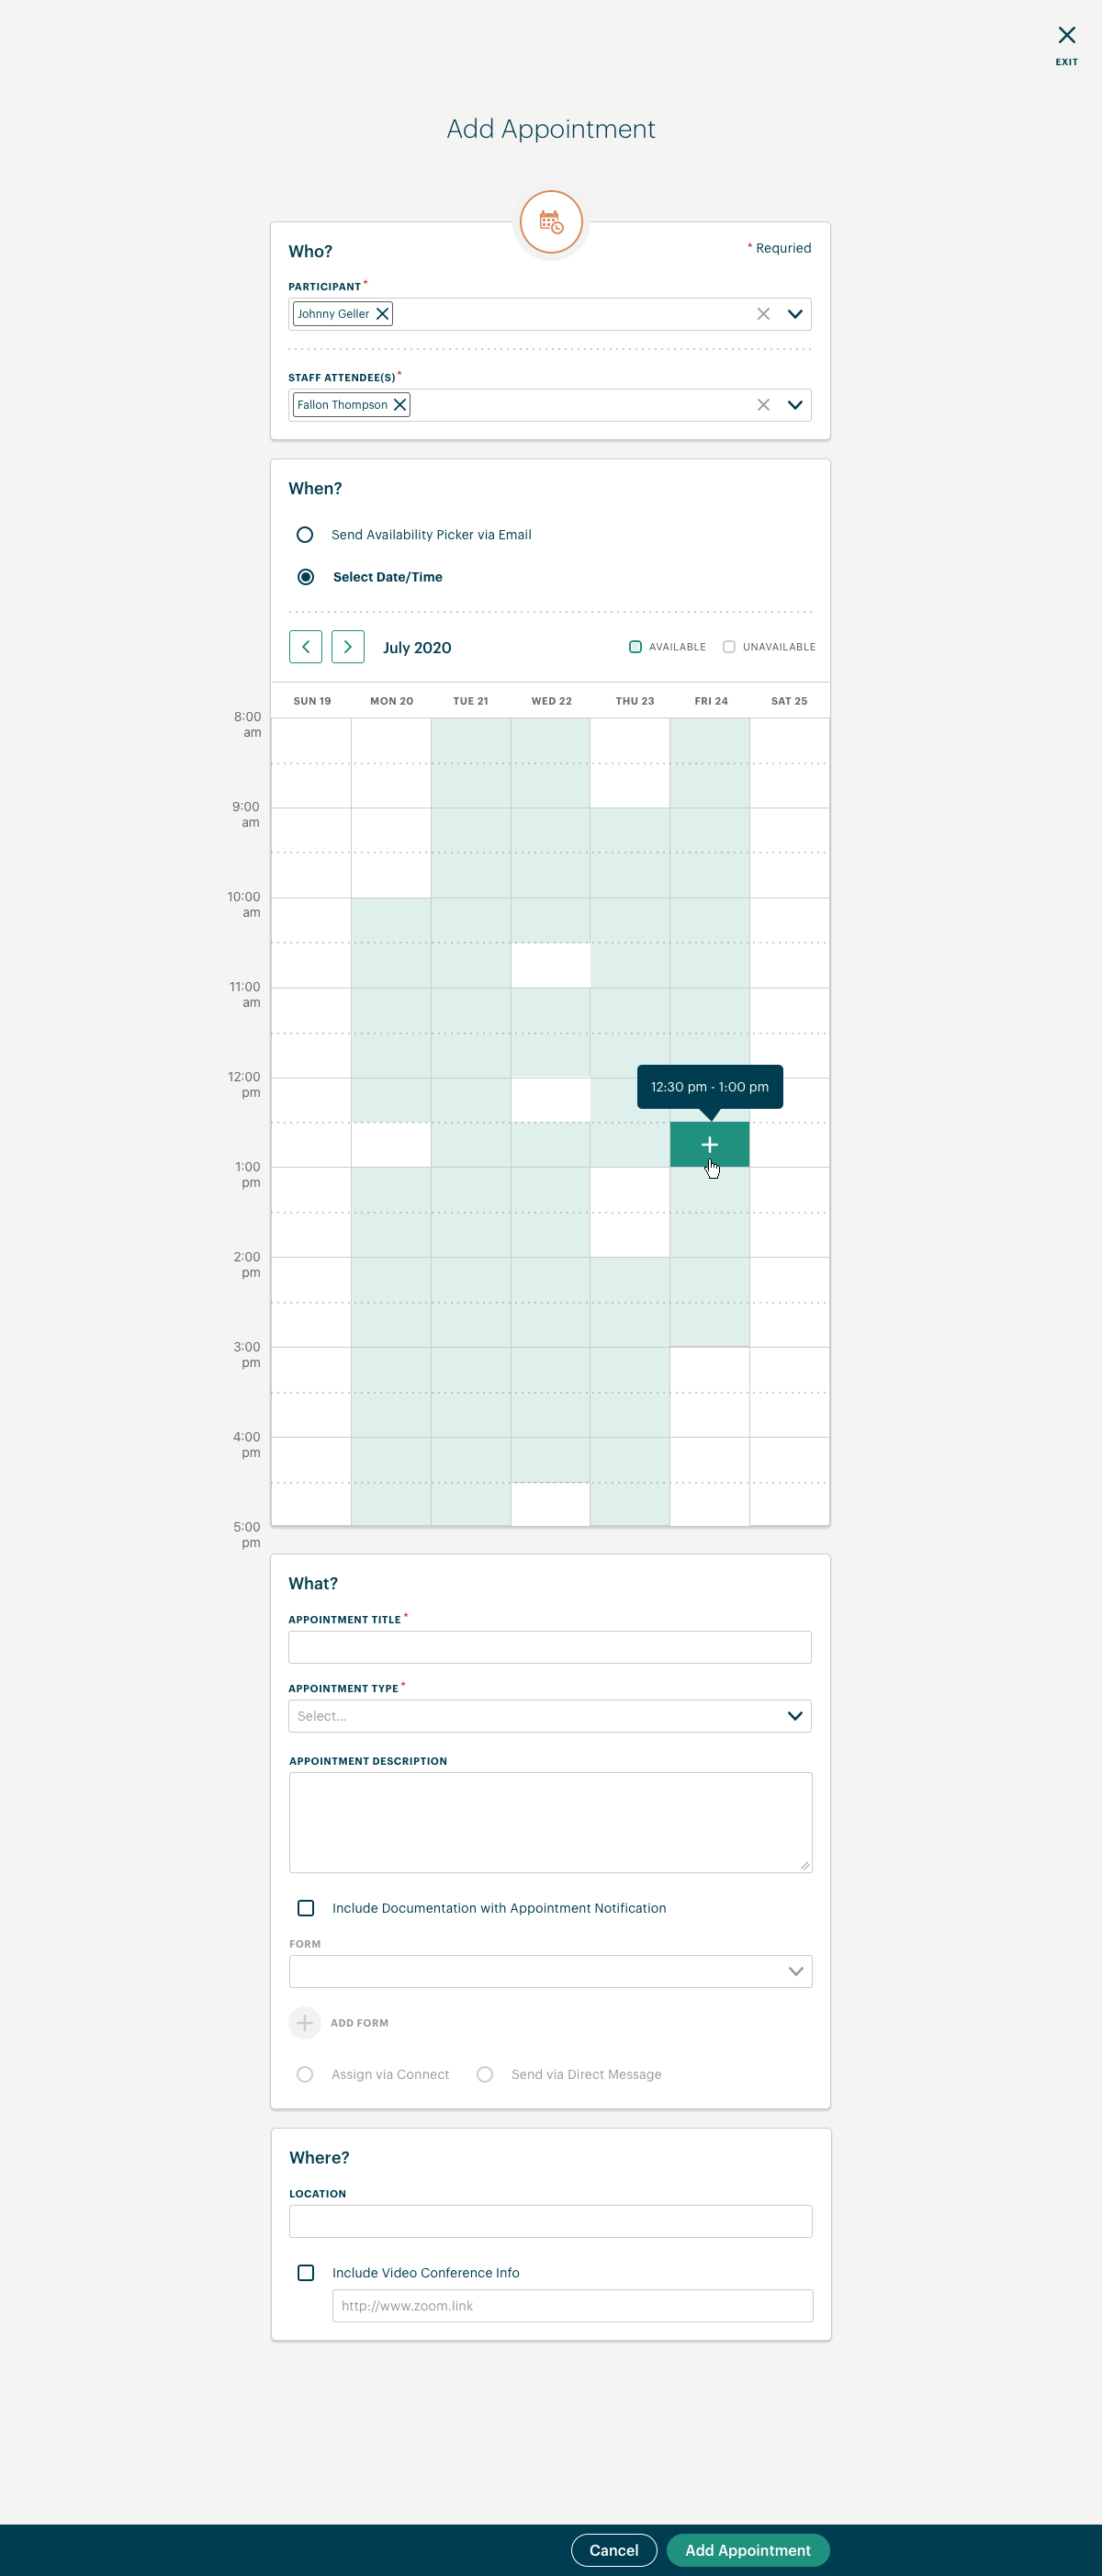 EXIT
Add Appointment
Who?
* Requried
PARTICIPANT*
Johnny Geller
STAFF ATTENDEE(S)*
Fallon Thompson
When?
Send Availability Picker via Email
Select Date/Time
July 2020
AVAILABLE
UNAVAILABLE
SUN 19 MON 20 TUE 21 WED 22 THU 23 FRI 24 SAT 25
8:00
am
9:00
am
10:00
am
11:00
am
12:00
pm
12:30 pm - 1:00 pm
1:00
pm
2:00
pm
3:00
pm
4:00
pm
5:00
pm
What?
APPOINTMENT TITLE*
APPOINTMENT TYPE*
Select...
APPOINTMENT DESCRIPTION
Include Documentation with Appointment Notification
FORM
ADD FORM
Assign via Connect
Send via Direct Message
Where?
LOCATION
Include Video Conference Info
http://www.zoom.link
Cancel
Add Appointment